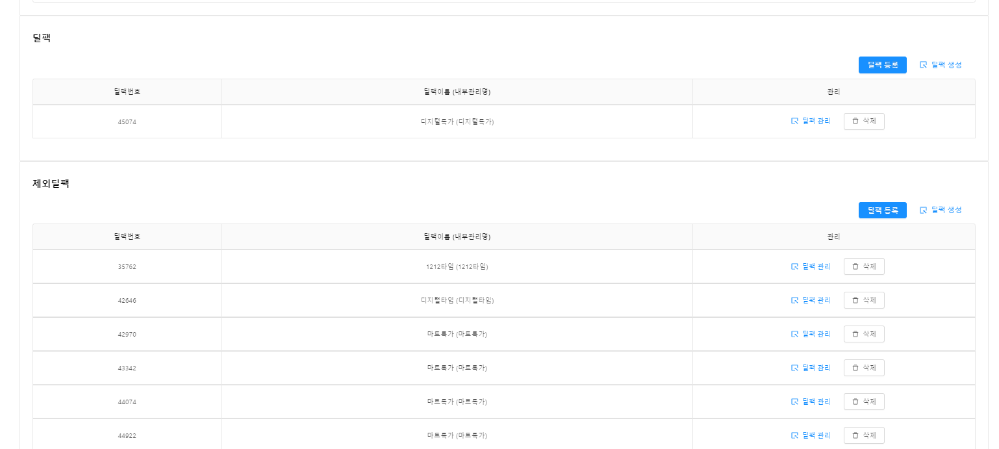 딜팩
딜팩 등록 딜팩 생성
딜팩번호 딜팩이름 (내부관리명) 관리
45074 디지털특가 (디지털특가) 딜팩 관리 삭제
제외딜팩
딜팩 등록 딜팩 생성
딜팩번호 딜팩이름 (내부관리명) 관리
35762 1212타임 (1212타임) 딜팩 관리 삭제
42646 디지털타임 (디지털타임) 딜팩 관리 삭제
42970 마트특가 (마트특가) 딜팩 관리 삭제
43342 마트특가 (마트특가) 딜팩 관리 삭제
44074 마트특가 (마트특가) 딜팩 관리 삭제
44922 마트특가 (마트특가) 딜팩 관리 삭제